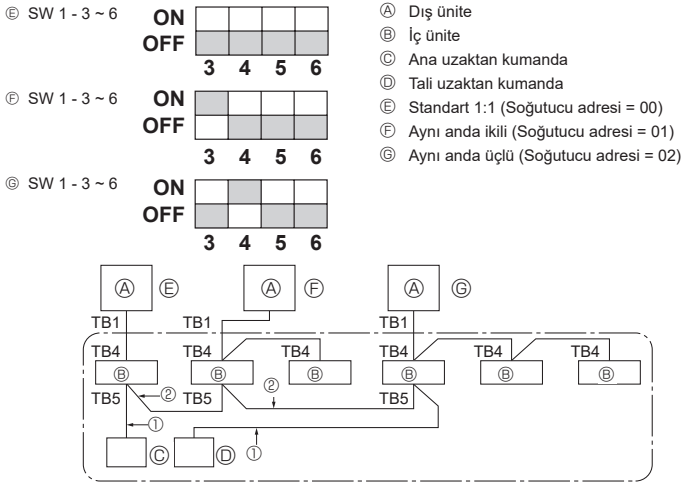 Ⓔ SW 1 - 3 ~ 6
ON
OFF
3 4 5 6
Ⓕ SW 1 - 3 ~ 6
ON
OFF
3 4 5 6
Ⓖ SW 1 - 3 ~ 6
ON
OFF
3 4 5 6
Ⓐ Dış ünite
Ⓑ İç ünite
Ⓒ Ana uzaktan kumanda
Ⓓ Tali uzaktan kumanda
Ⓔ Standart 1:1 (Soğutucu adresi = 00)
Ⓕ Aynı anda ikili (Soğutucu adresi = 01)
Ⓖ Aynı anda üçlü (Soğutucu adresi = 02)
Ⓐ Ⓔ Ⓐ Ⓕ Ⓐ Ⓖ
TB1 TB1 TB1
TB4 TB4 TB4 TB4 TB4 TB4
Ⓑ Ⓑ Ⓑ Ⓑ Ⓑ Ⓑ
TB5 ② TB5 ② TB5
① ①
Ⓒ Ⓓ